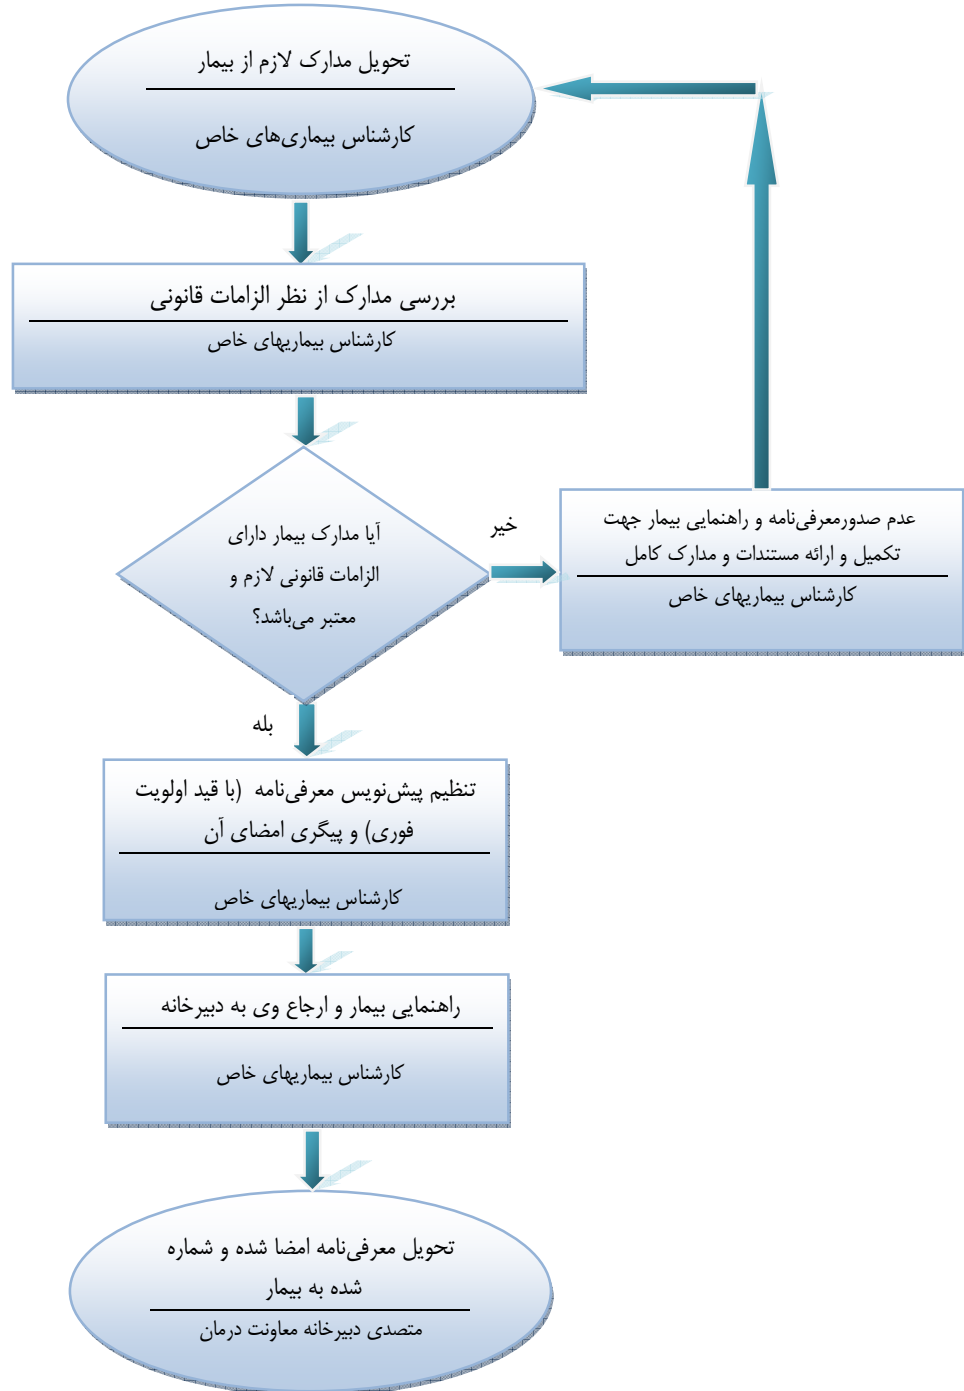 تحویل مدارک لازم از بیمار
کارشناس بیماری‌های خاص
بررسی مدارک از نظر الزامات قانونی
کارشناس بیماریهای خاص
آیا مدارک بیمار دارای
الزامات قانونی لازم و
معتبر می‌باشد؟
خیر
عدم صدورمعرفی‌نامه و راهنمایی بیمار جهت
تکمیل و ارائه مستندات و مدارک کامل
کارشناس بیماریهای خاص
بله
تنظیم پیش‌نویس معرفی‌نامه (با قید اولویت
فوری) و پیگری امضای آن
کارشناس بیماریهای خاص
راهنمایی بیمار و ارجاع وی به دبیرخانه
کارشناس بیماریهای خاص
تحویل معرفی‌نامه امضا شده و شماره
شده به بیمار
متصدی دبیرخانه معاونت درمان